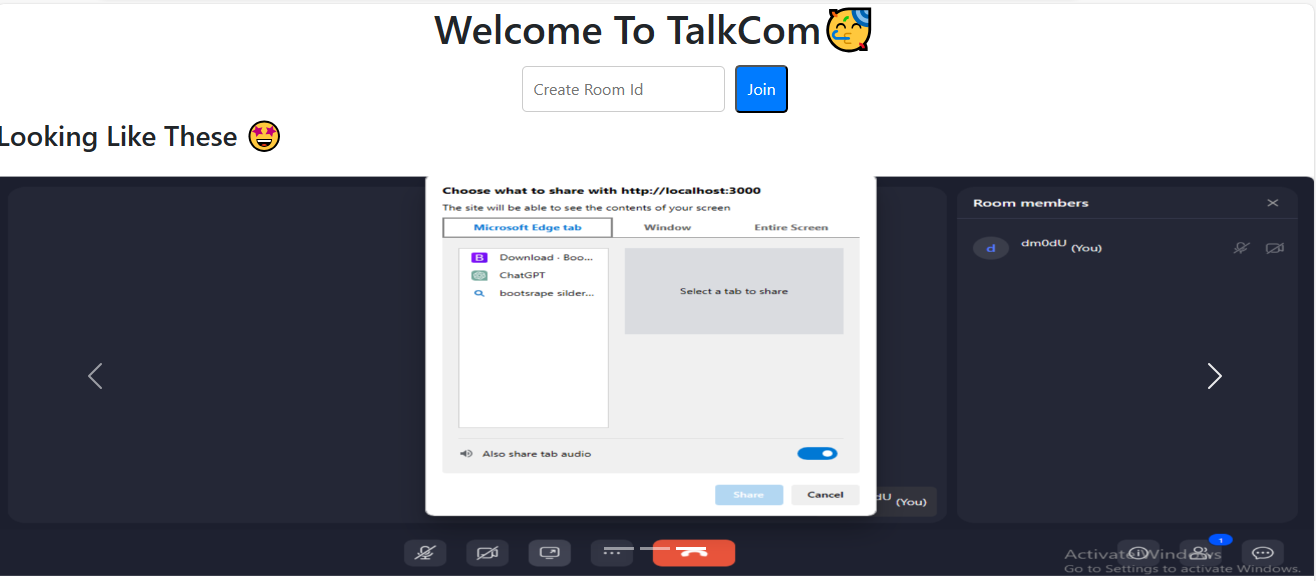 Welcome To TalkCom🥳
Create Room Id
Join
Looking Like These 🤩
Choose what to share with http://localhost:3000
The site will be able to see the contents of your screen
Microsoft Edge tab Window Entire Screen
Download - Boo...
ChatGPT
bootsrape silder...
Select a tab to share
Also share tab audio
Share Cancel
Room members
d dm0dU (You)
dU (You)
1
Activate Windows
Go to Settings to activate Windows.